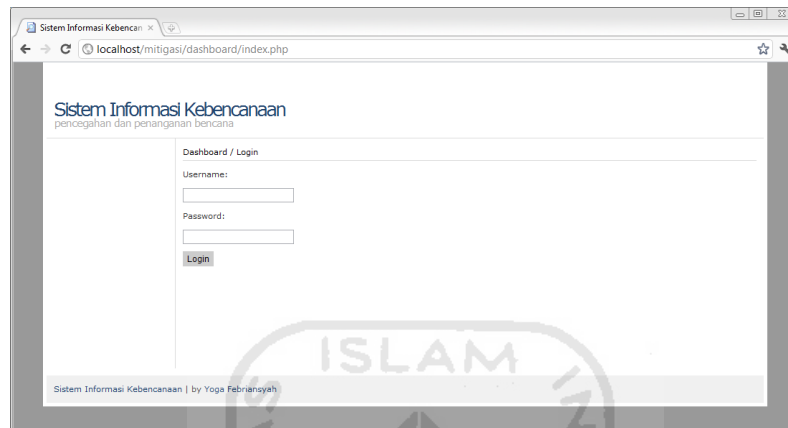 Sistem Informasi Kebencan
localhost/mitigasi/dashboard/index.php
Sistem Informasi Kebencanaan
pencegahan dan penanganan bencana
Dashboard / Login
Username:
Password:
Login
ISLAM
Sistem Informasi Kebencanaan | by Yoga Febriansyah